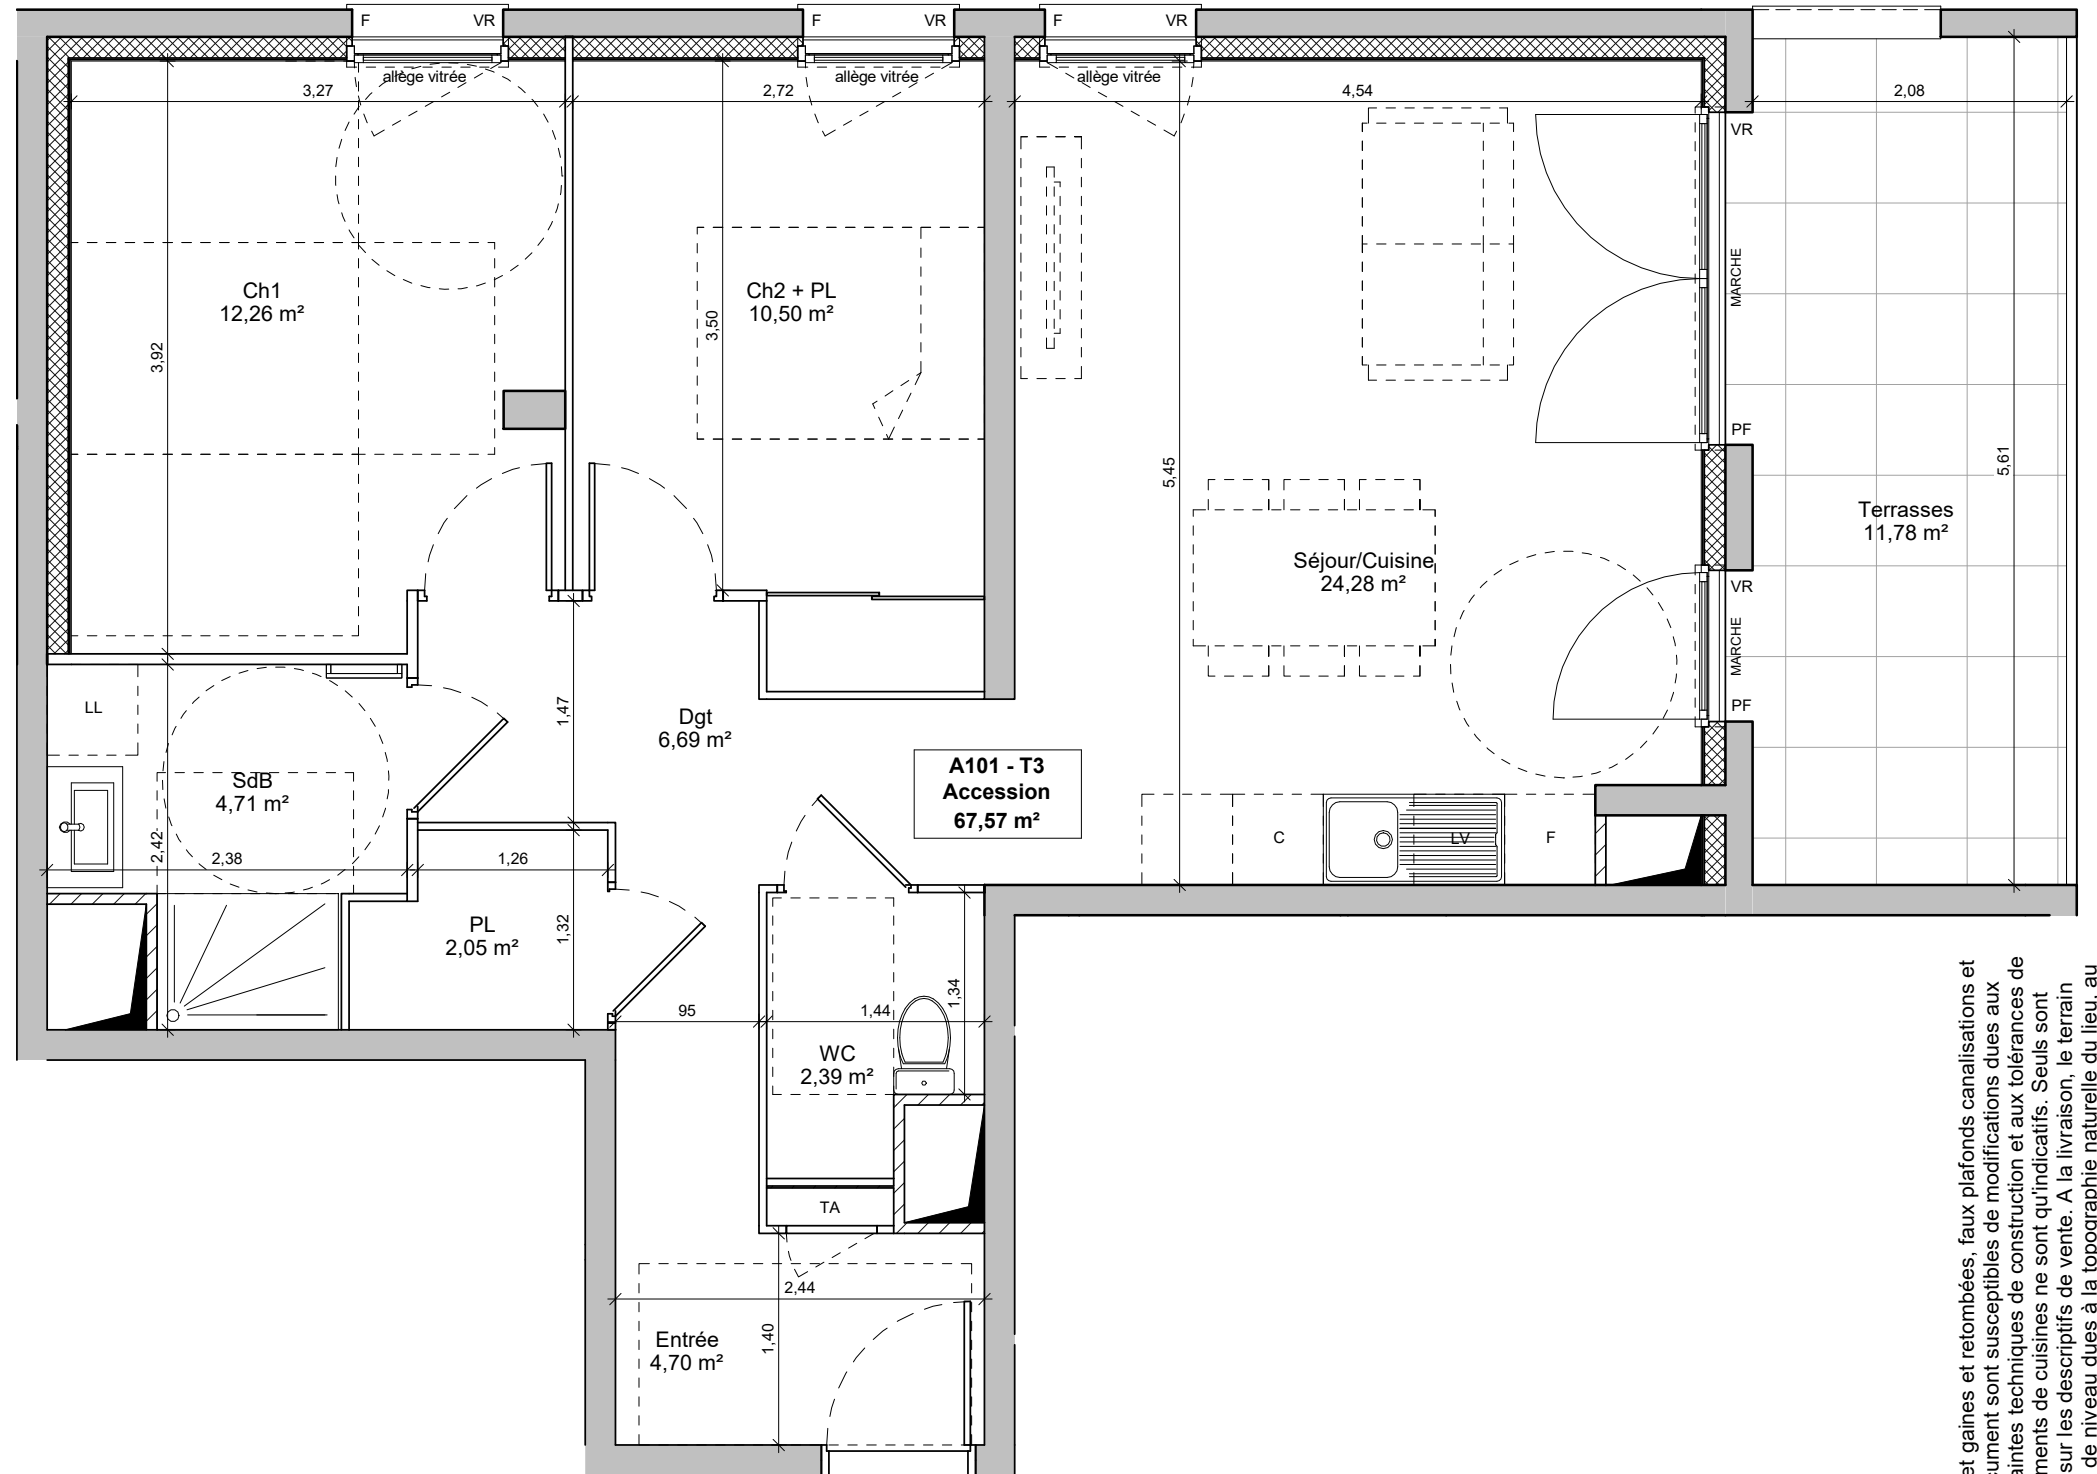 F VR
F VR
F VR
allège vitrée
allège vitrée
allège vitrée
3,27
2,72
4,54
2,08
VR
MARCHE
PF
Ch1
12,26 m²
Ch2 + PL
10,50 m²
3,92
3,50
5,45
5,61
Séjour/Cuisine
24,28 m²
Terrasses
11,78 m²
VR
MARCHE
PF
LL
SdB
4,71 m²
2,42
2,38
1,26
1,47
Dgt
6,69 m²
A101 - T3
Accession
67,57 m²
C
LV
F
PL
2,05 m²
1,32
95
1,44
1,34
WC
2,39 m²
TA
2,44
1,40
Entrée
4,70 m²
et gaines et retombées, faux plafonds canalisations et
ument sont susceptibles de modifications dues aux
aintes techniques de construction et aux tolérances de
ments de cuisines ne sont qu'indicatifs. Seuls sont
sur les descriptifs de vente. A la livraison, le terrain
de niveau dues à la topographie naturelle du lieu, au